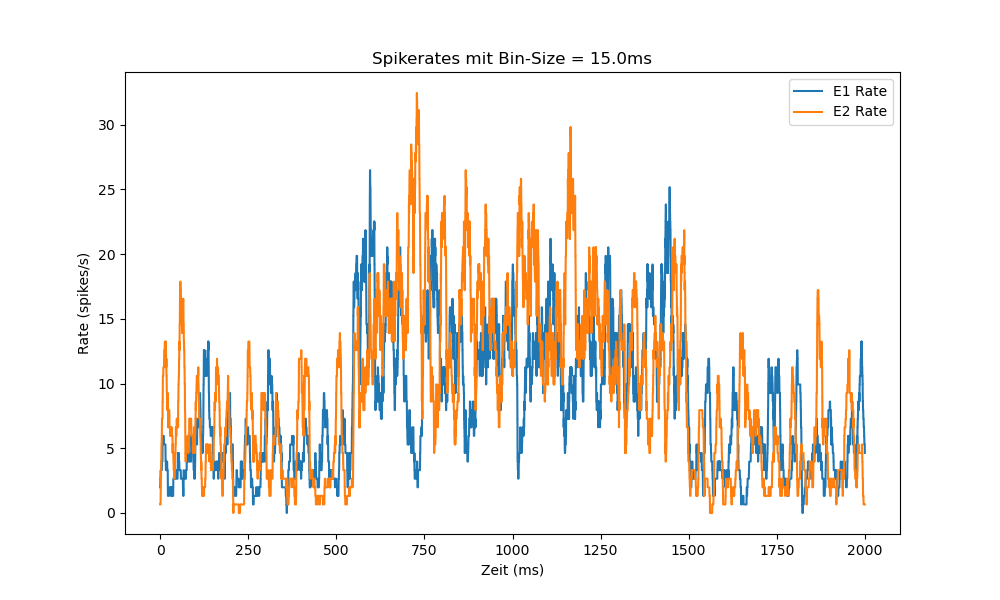 Spikerates mit Bin-Size = 15.0ms
E1 Rate
E2 Rate
Rate (spikes/s)
30
25
20
15
10
5
0
0 250 500 750 1000 1250 1500 1750 2000
Zeit (ms)